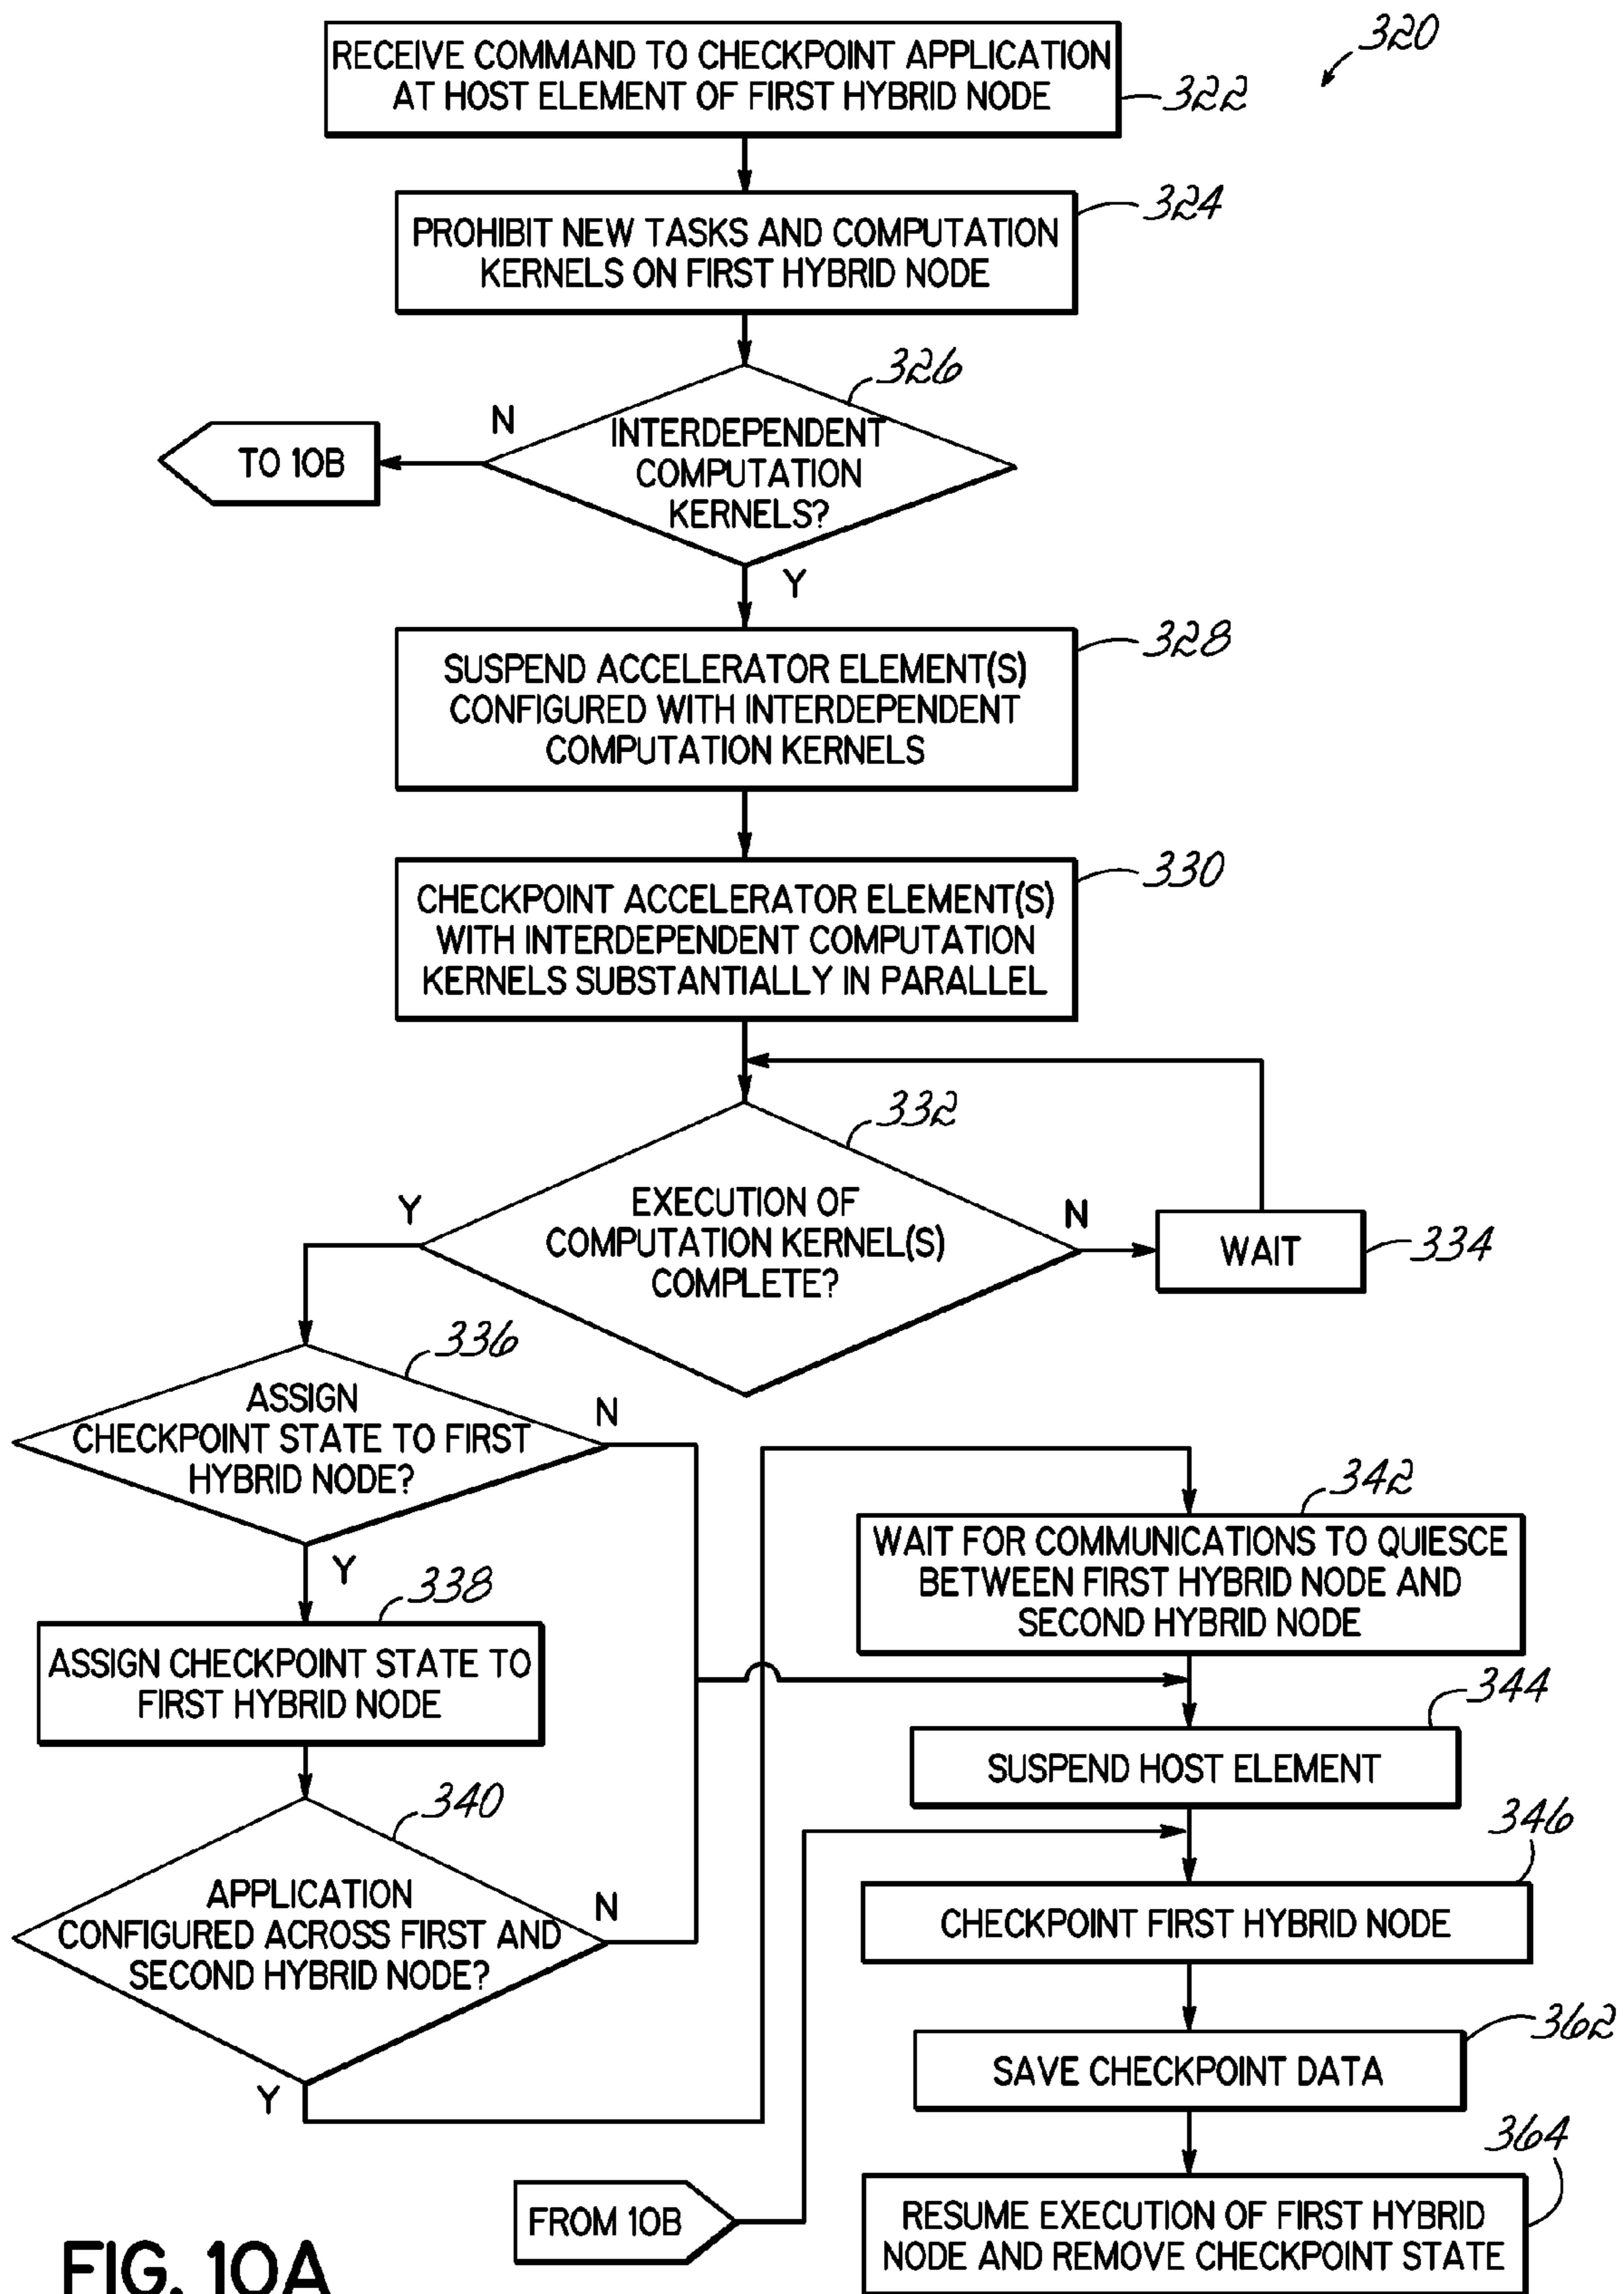 320
RECEIVE COMMAND TO CHECKPOINT APPLICATION
AT HOST ELEMENT OF FIRST HYBRID NODE
322
PROHIBIT NEW TASKS AND COMPUTATION
KERNELS ON FIRST HYBRID NODE
324
326
INTERDEPENDENT
COMPUTATION
KERNELS?
N
TO 10B
Y
SUSPEND ACCELERATOR ELEMENT(S)
CONFIGURED WITH INTERDEPENDENT
COMPUTATION KERNELS
328
CHECKPOINT ACCELERATOR ELEMENT(S)
WITH INTERDEPENDENT COMPUTATION
KERNELS SUBSTANTIALLY IN PARALLEL
330
332
EXECUTION OF
COMPUTATION KERNEL(S)
COMPLETE?
Y
N
WAIT
334
336
ASSIGN
CHECKPOINT STATE TO FIRST
HYBRID NODE?
N
Y
338
ASSIGN CHECKPOINT STATE TO
FIRST HYBRID NODE
340
APPLICATION
CONFIGURED ACROSS FIRST AND
SECOND HYBRID NODE?
N
Y
342
WAIT FOR COMMUNICATIONS TO QUIESCE
BETWEEN FIRST HYBRID NODE AND
SECOND HYBRID NODE
344
SUSPEND HOST ELEMENT
346
CHECKPOINT FIRST HYBRID NODE
362
SAVE CHECKPOINT DATA
364
FROM 10B
RESUME EXECUTION OF FIRST HYBRID
NODE AND REMOVE CHECKPOINT STATE
FIG. 10A